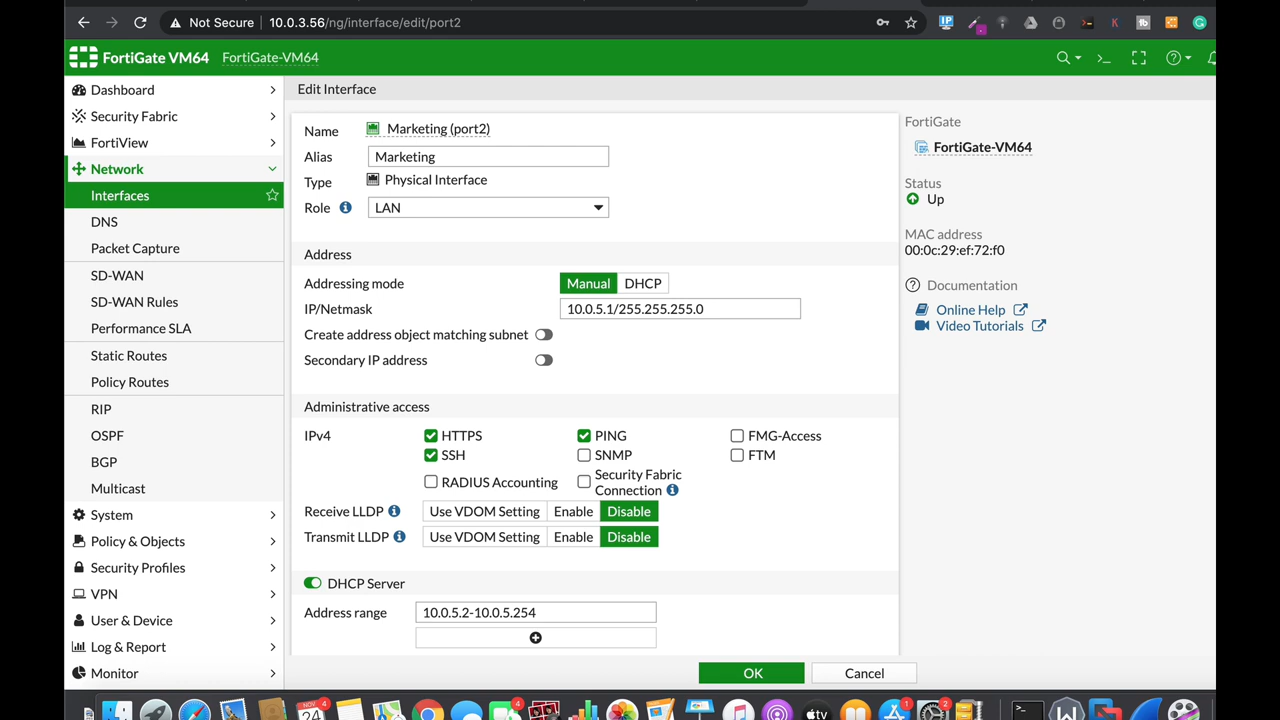 Not Secure 10.0.3.56/ng/interface/edit/port2
FortiGate VM64 FortiGate-VM64
Dashboard
Security Fabric
FortiView
Network
Interfaces
DNS
Packet Capture
SD-WAN
SD-WAN Rules
Performance SLA
Static Routes
Policy Routes
RIP
OSPF
BGP
Multicast
System
Policy & Objects
Security Profiles
VPN
User & Device
Log & Report
Monitor
Edit Interface
Name Marketing (port2)
Alias Marketing
Type Physical Interface
Role LAN
Address
Addressing mode Manual DHCP
IP/Netmask 10.0.5.1/255.255.255.0
Create address object matching subnet
Secondary IP address
Administrative access
IPv4 HTTPS PING FMG-Access
SSH SNMP FTM
RADIUS Accounting Security Fabric
Connection
Receive LLDP Use VDOM Setting Enable Disable
Transmit LLDP Use VDOM Setting Enable Disable
DHCP Server
Address range 10.0.5.2-10.0.5.254
OK Cancel
FortiGate
FortiGate-VM64
Status
Up
MAC address
00:0c:29:ef:72:f0
Documentation
Online Help
Video Tutorials
NOV 4 4 1 2
24 tv